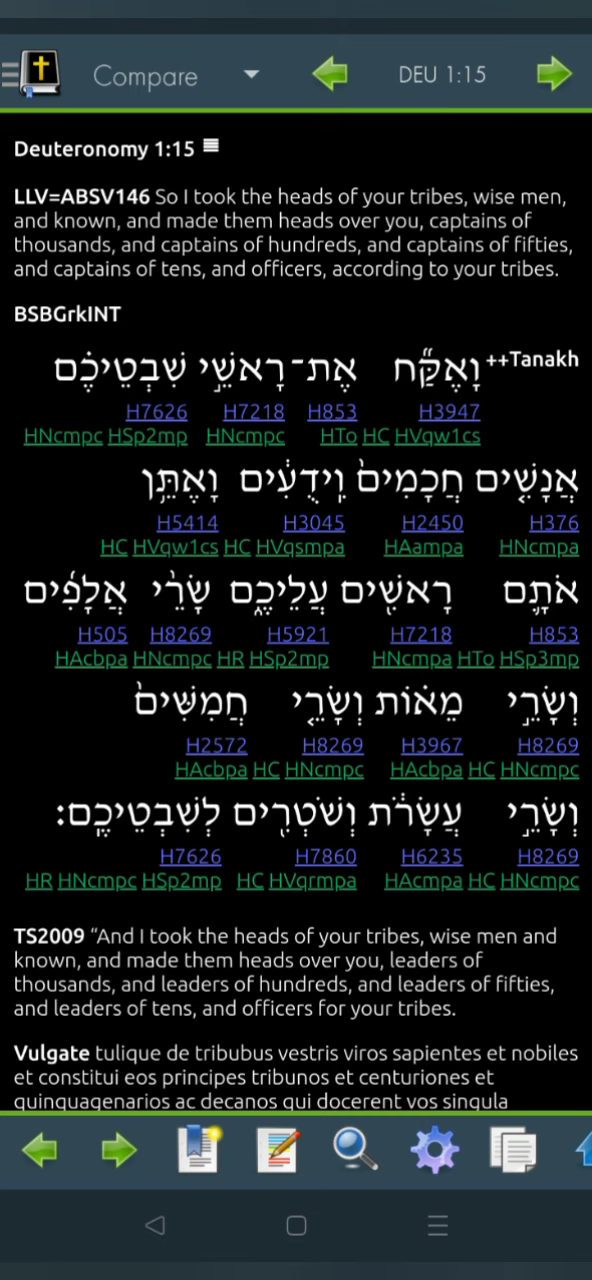 Compare
DEU 1:15
Deuteronomy 1:15
LLV=ABSV146 So I took the heads of your tribes, wise men,
and known, and made them heads over you, captains of
thousands, and captains of hundreds, and captains of fifties,
and captains of tens, and officers, according to your tribes.
BSBGrkINT
++Tanakh וָאֶקַּ֞ח אֶת־רָאשֵׁ֣י שִׁבְטֵיכֶ֗ם
H7626 H7218 H853 H3947
HNcmpc HSp2mp HNcmpc HTo HC HVqw1cs
אֲנָשִׁ֤ים חֲכָמִים֙ וִֽידֻעִ֔ים וָאֶתֵּ֥ן
H5414 H3045 H2450 H376
HC HVqw1cs HC HVqsmpa HAampa HNcmpa
אֹתָ֛ם רָאשִׁ֖ים עֲלֵיכֶ֑ם שָׂרֵ֨י אֲלָפִ֜ים
H505 H8269 H5921 H7218 H853
HAcbpa HNcmpc HR HSp2mp HNcmpa HTo HSp3mp
וְשָׂרֵ֣י מֵא֗וֹת וְשָׂרֵ֤י חֲמִשִּׁים֙
H2572 H8269 H3967 H8269
HAcbpa HC HNcmpc HAcbpa HC HNcmpc
וְשָׂרֵ֣י עֲשָׂרֹ֔ת וְשֹׁטְרִ֖ים לְשִׁבְטֵיכֶֽם׃
H7626 H7860 H6235 H8269
HR HNcmpc HSp2mp HC HVqrmpa HAcmpa HC HNcmpc
TS2009 “And I took the heads of your tribes, wise men and
known, and made them heads over you, leaders of
thousands, and leaders of hundreds, and leaders of fifties,
and leaders of tens, and officers for your tribes.
Vulgate tulique de tribubus vestris viros sapientes et nobiles
et constitui eos principes tribunos et centuriones et
quinquagenarios ac decanos qui docerent vos singula